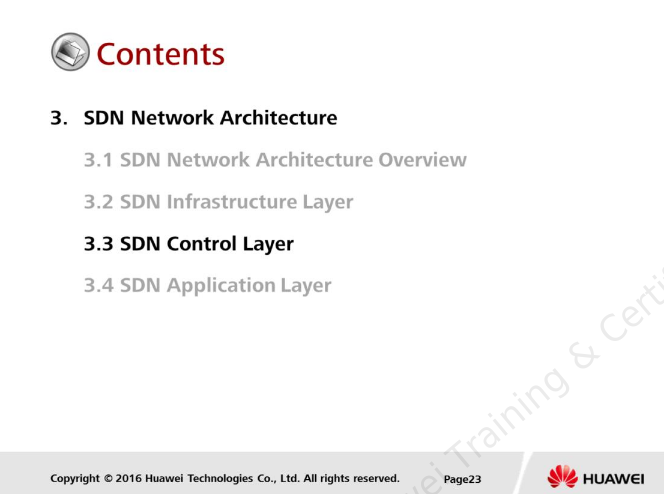 Contents
3. SDN Network Architecture
3.1 SDN Network Architecture Overview
3.2 SDN Infrastructure Layer
3.3 SDN Control Layer
3.4 SDN Application Layer
Training &
Copyright © 2016 Huawei Technologies Co., Ltd. All rights reserved.
Page23
HUAWEI